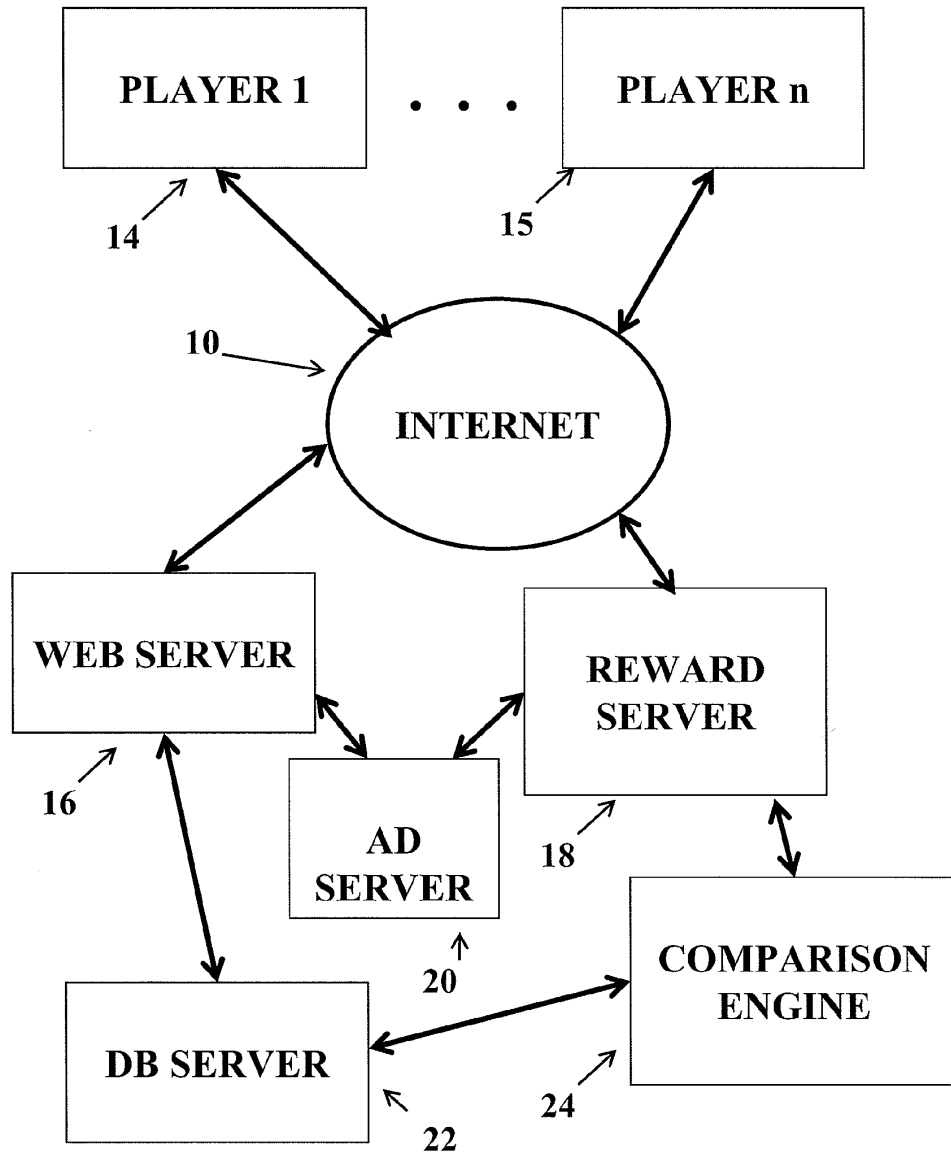 PLAYER 1
. . .
PLAYER n
14
15
10
INTERNET
WEB SERVER
REWARD
SERVER
16
AD
SERVER
18
20
COMPARISON
ENGINE
DB SERVER
24
22